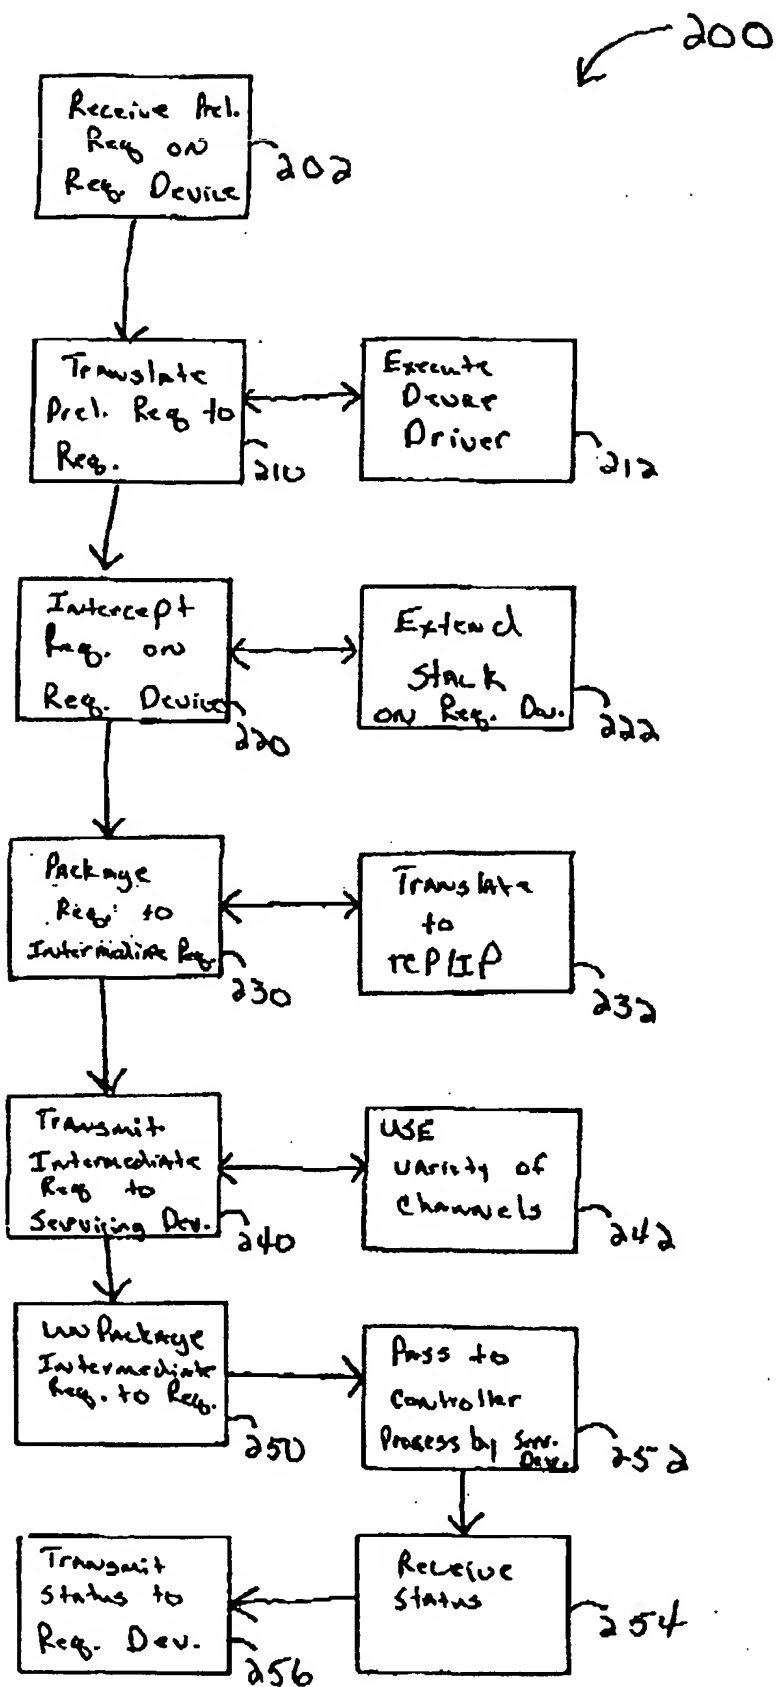 200
Receive Prel.
Req on
Req. Device
202
Translate
Prel. Req to
Req.
210
Execute
Device
Driver
212
Intercept
Req. on
Req. Device
220
Extend
Stack
on Req. Dev.
222
Package
Req. to
Intermediate Req.
230
Translate
to
TCP/IP
232
Transmit
Intermediate
Req to
Servicing Dev.
240
USE
variety of
Channels
242
UNPackage
Intermediate
Req. to Req.
250
Pass to
Controller
Process by Serv.
Dev.
252
Receive
Status
254
Transmit
Status to
Req. Dev.
256